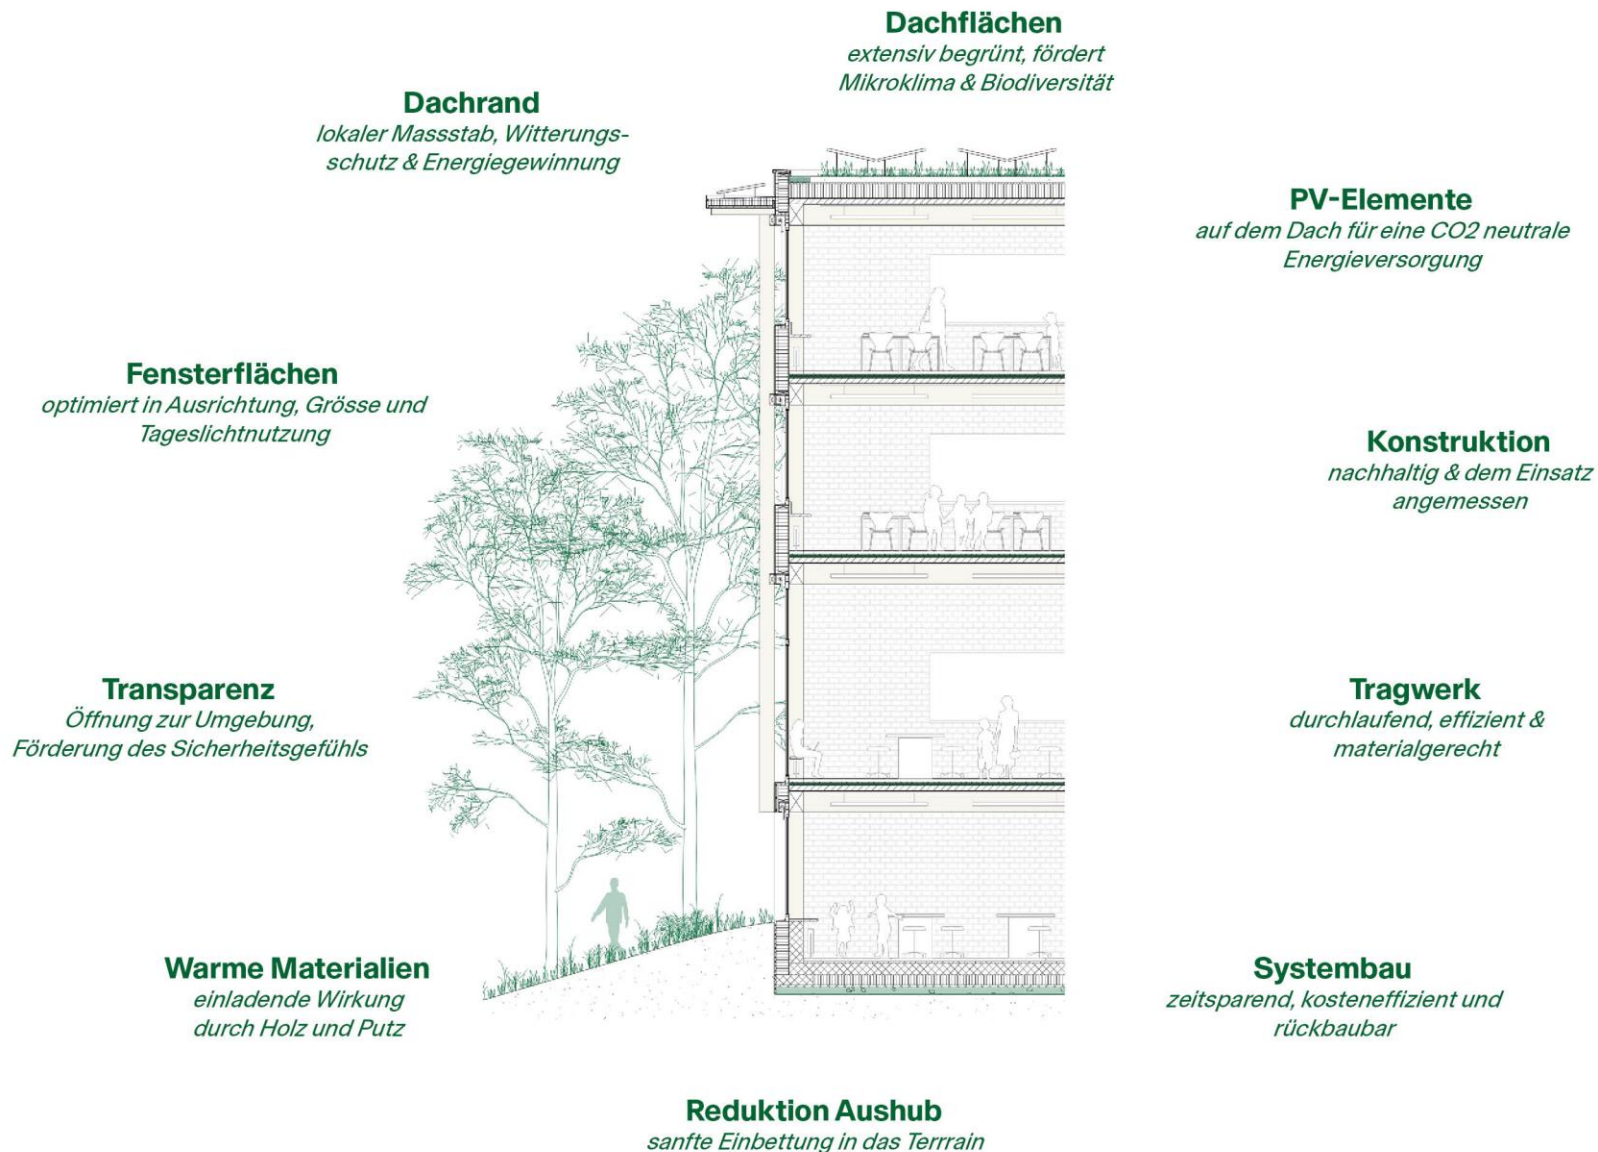 Dachflächen
extensiv begrünt, fördert
Mikroklima & Biodiversität
Dachrand
lokaler Massstab, Witterungs-
schutz & Energiegewinnung
PV-Elemente
auf dem Dach für eine CO2 neutrale
Energieversorgung
Fensterflächen
optimiert in Ausrichtung, Grösse und
Tageslichtnutzung
Konstruktion
nachhaltig & dem Einsatz
angemessen
Transparenz
Öffnung zur Umgebung,
Förderung des Sicherheitsgefühls
Tragwerk
durchlaufend, effizient &
materialgerecht
Warme Materialien
einladende Wirkung
durch Holz und Putz
Systembau
zeitsparend, kosteneffizient und
rückbaubar
Reduktion Aushub
sanfte Einbettung in das Terrrain